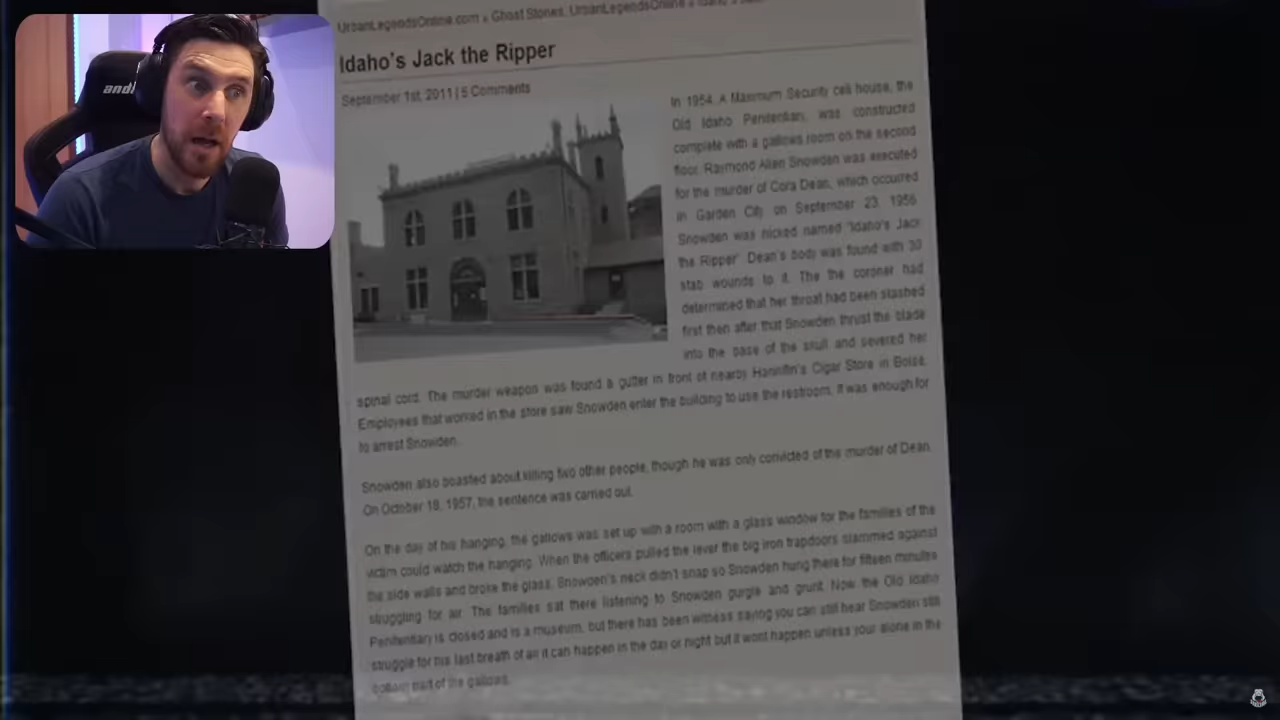 UrbanLegendsOnline.com » Ghost Stories, UrbanLegendsOnline » Idaho's
Idaho's Jack the Ripper
September 1st, 2011 | 5 Comments
anda
In 1954, A Maximum Security cell house, the
Old Idaho Penitentiary, was constructed
complete with a gallows room on the second
floor. Raymond Allen Snowden was executed
for the murder of Cora Dean, which occurred
in Garden City on September 23, 1956.
Snowden was nicked named "Idaho's Jack
the Ripper" Dean's body was found with 30
stab wounds to it. The the coroner had
determined that her throat had been slashed
first then after that Snowden thrust the blade
into the base of the skull and severed her
spinal cord. The murder weapon was found a gutter in front of nearby Hannifin's Cigar Store in Boise.
Employees that worked in the store saw Snowden enter the building to use the restroom. It was enough for
to arrest Snowden.
Snowden also boasted about killing two other people, though he was only convicted of the murder of Dean.
On October 18, 1957, the sentence was carried out.
On the day of his hanging, the gallows was set up with a room with a glass window for the families of the
victim could watch the hanging. When the officers pulled the lever the big iron trapdoors slammed against
the side walls and broke the glass. Snowden's neck didn't snap so Snowden hung there for fifteen minutes
struggling for air. The families sat there listening to Snowden gurgle and grunt. Now the Old Idaho
Penitentiary is closed and is a museum, but there has been witness saying you can still hear Snowden still
struggle for his last breath of air it can happen in the day or night but it wont happen unless your alone in the
bottom part of the gallows.